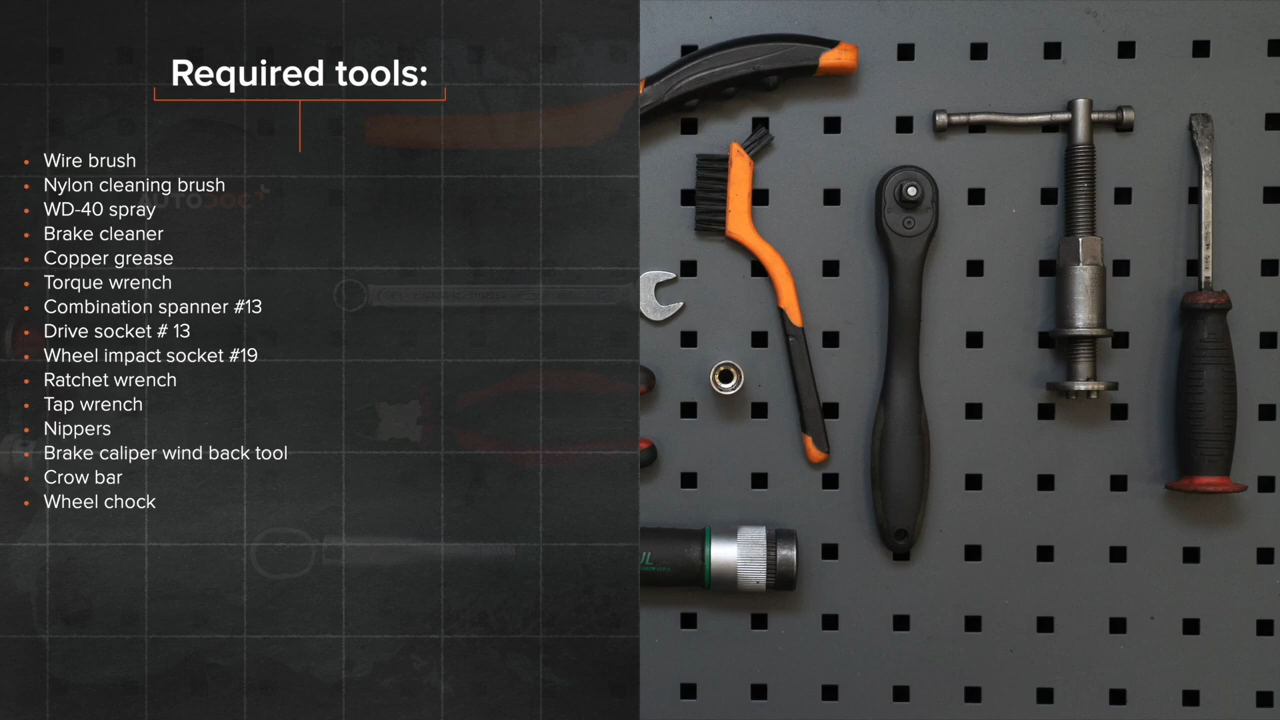 Required tools:
Wire brush
Nylon cleaning brush
WD-40 spray
Brake cleaner
Copper grease
Torque wrench
Combination spanner #13
Drive socket # 13
Wheel impact socket #19
Ratchet wrench
Tap wrench
Nippers
Brake caliper wind back tool
Crow bar
Wheel chock
AUTODOC